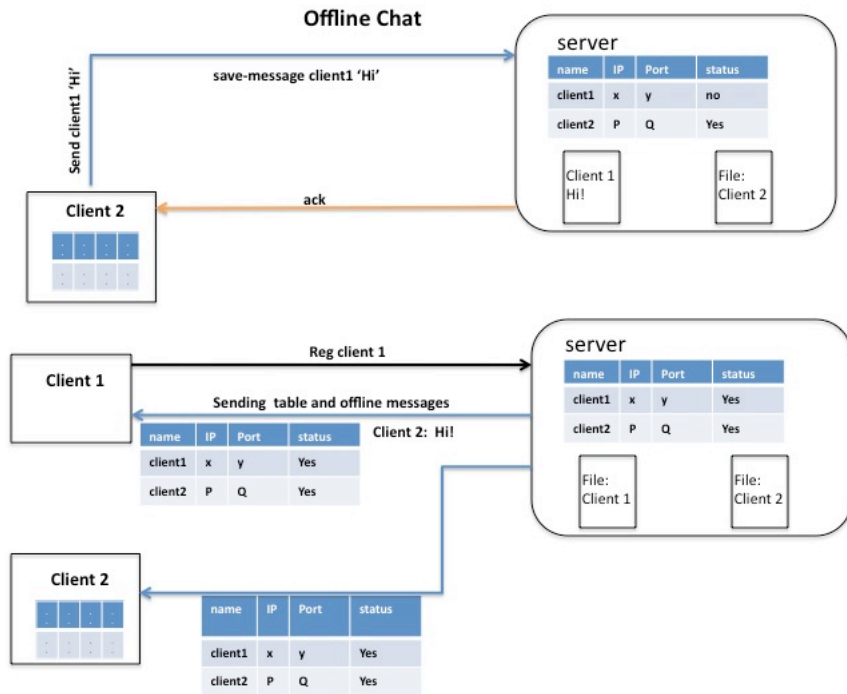 Offline Chat
server
name IP Port status
client1 x y no
client2 P Q Yes
Client 1
Hi!
File:
Client 2
Send client1 ‘Hi’
save-message client1 ‘Hi’
ack
Client 2
: : : :
: : : :
Client 1
Reg client 1
Sending table and offline messages
Client 2: Hi!
name IP Port status
client1 x y Yes
client2 P Q Yes
server
name IP Port status
client1 x y Yes
client2 P Q Yes
File:
Client 1
File:
Client 2
Client 2
: : : :
: : : :
name IP Port status
client1 x y Yes
client2 P Q Yes